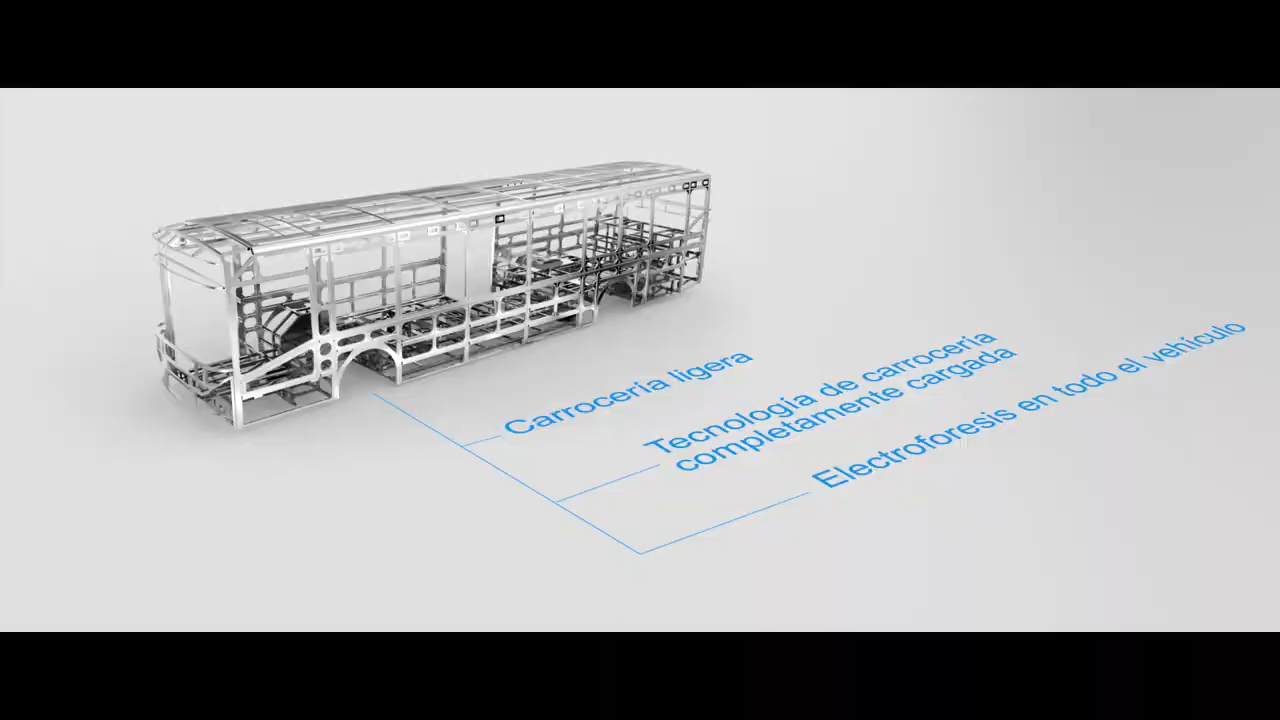 Carrocería ligera
Tecnología de carrocería
completamente cargada
Electroforesis en todo el vehículo